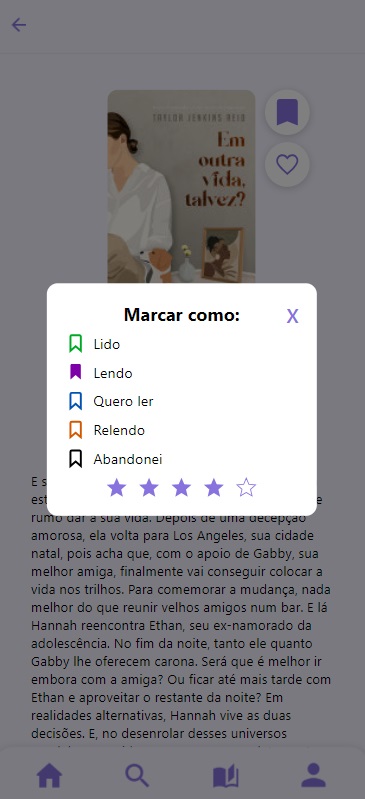 TAYLOR JENKINS REID
Em
outra
vida,
talvez?
Marcar como:
X
Lido
Lendo
Quero ler
Relendo
Abandonei
E s
est
e
rumo dar à sua vida. Depois de uma decepção
amorosa, ela volta para Los Angeles, sua cidade
natal, pois acha que, com o apoio de Gabby, sua
melhor amiga, finalmente vai conseguir colocar a
vida nos trilhos. Para comemorar a mudança, nada
melhor do que reunir velhos amigos num bar. E lá
Hannah reencontra Ethan, seu ex-namorado da
adolescência. No fim da noite, tanto ele quanto
Gabby lhe oferecem carona. Será que é melhor ir
embora com a amiga? Ou ficar até mais tarde com
Ethan e aproveitar o restante da noite? Em
realidades alternativas, Hannah vive as duas
decisões. E, no desenrolar desses universos